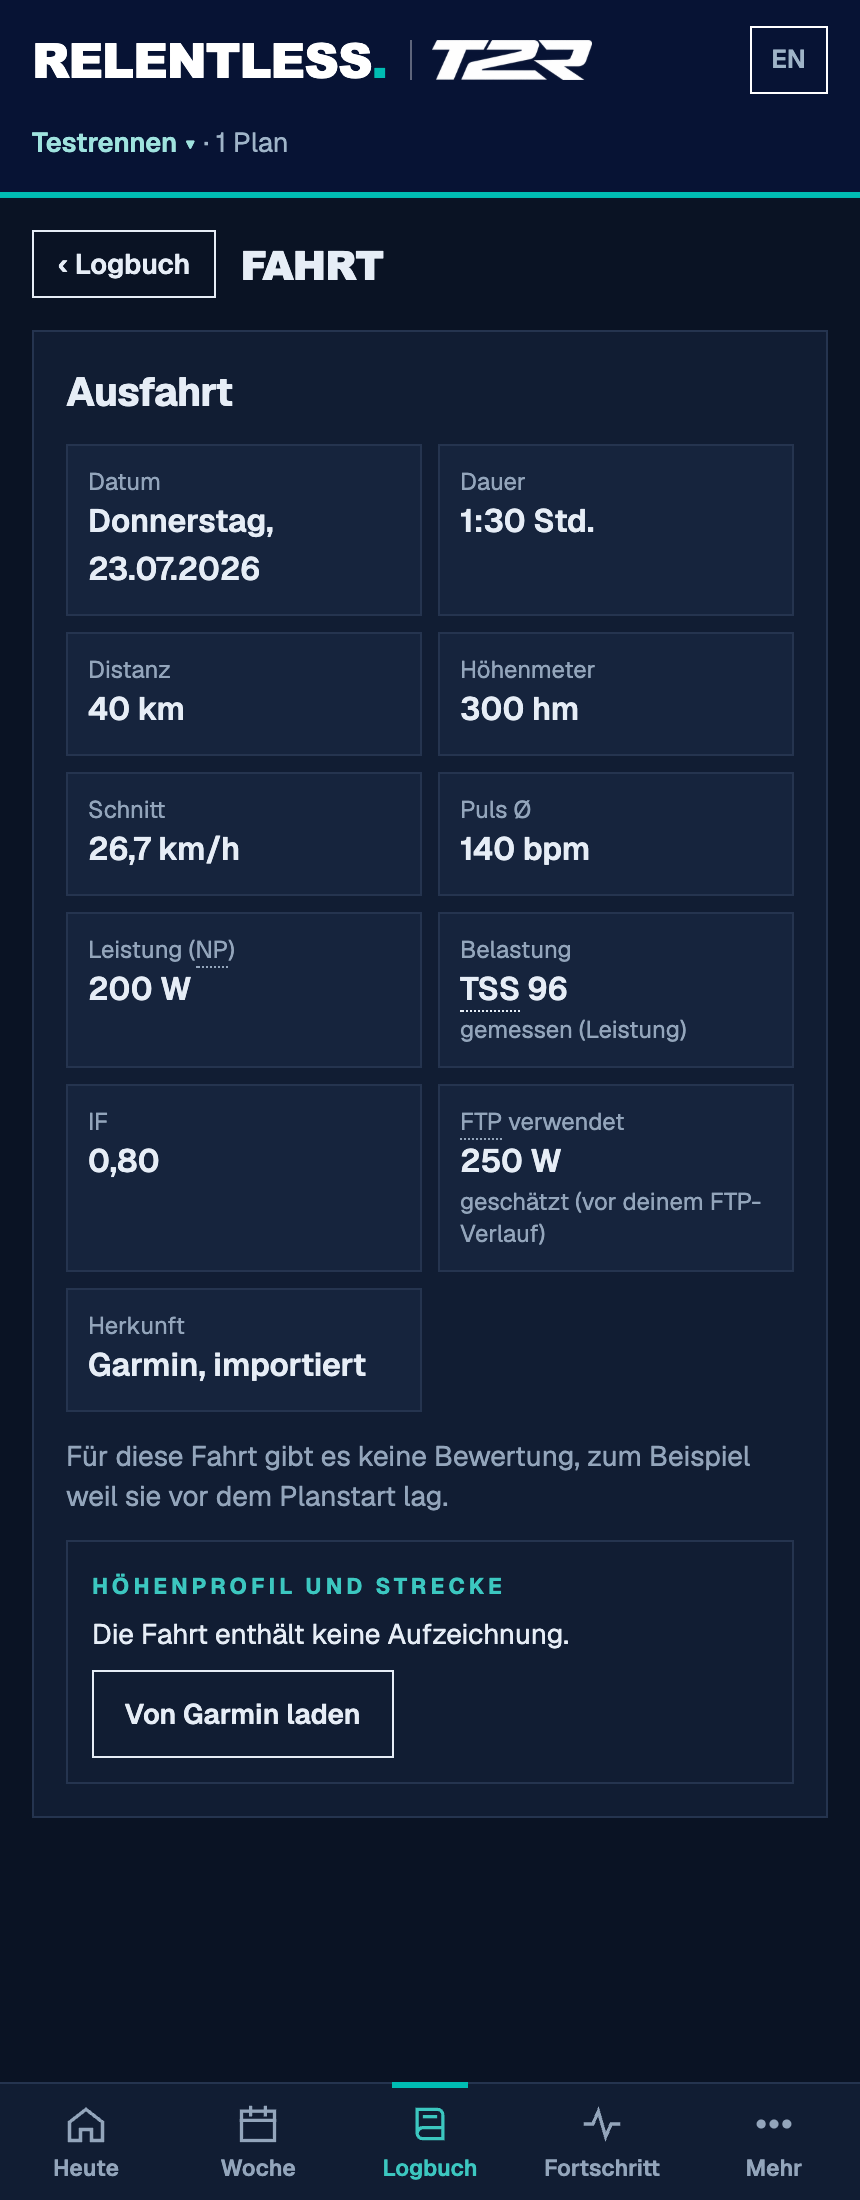 RELENTLESS. T2R EN
Testrennen ▾ · 1 Plan
‹ Logbuch FAHRT
Ausfahrt
Datum
Donnerstag,
23.07.2026
Dauer
1:30 Std.
Distanz
40 km
Höhenmeter
300 hm
Schnitt
26,7 km/h
Puls Ø
140 bpm
Leistung (NP)
200 W
Belastung
TSS 96
gemessen (Leistung)
IF
0,80
FTP verwendet
250 W
geschätzt (vor deinem FTP-
Verlauf)
Herkunft
Garmin, importiert
Für diese Fahrt gibt es keine Bewertung, zum Beispiel
weil sie vor dem Planstart lag.
HÖHENPROFIL UND STRECKE
Die Fahrt enthält keine Aufzeichnung.
Von Garmin laden
Heute Woche Logbuch Fortschritt Mehr